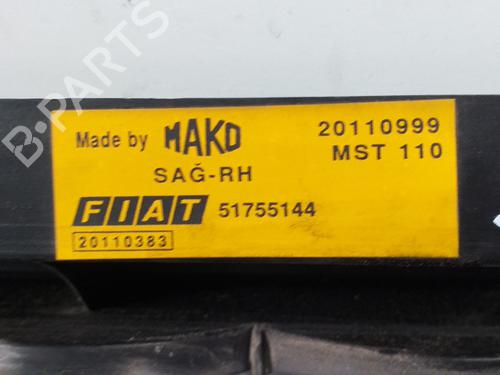 Made by MAKO 20110999
SAĞ-RH MST 110
FIAT 51755144
20110383
B-PARTS